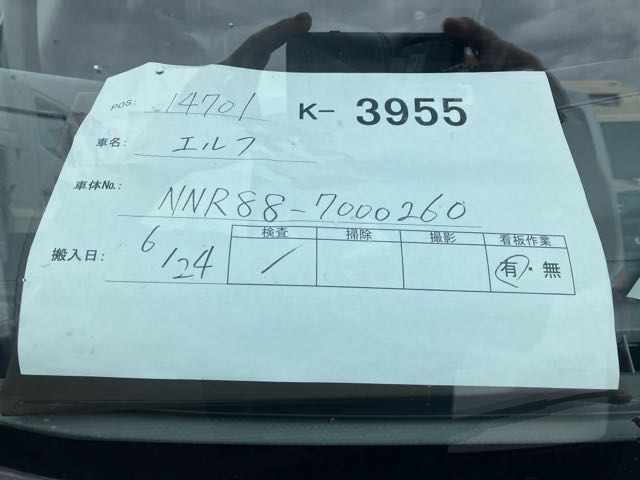 POS: 14701 K- 3955
車名: エルフ
車体No.: NNR88-7000260
搬入日: 6/24
検査 掃除 撮影 看板作業
/ 有・無